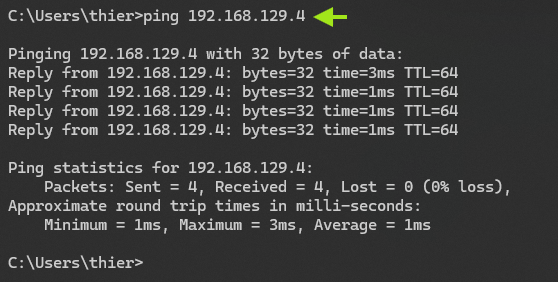 C:\Users\thier>ping 192.168.129.4
Pinging 192.168.129.4 with 32 bytes of data:
Reply from 192.168.129.4: bytes=32 time=3ms TTL=64
Reply from 192.168.129.4: bytes=32 time=1ms TTL=64
Reply from 192.168.129.4: bytes=32 time=1ms TTL=64
Reply from 192.168.129.4: bytes=32 time=1ms TTL=64
Ping statistics for 192.168.129.4:
    Packets: Sent = 4, Received = 4, Lost = 0 (0% loss),
Approximate round trip times in milli-seconds:
    Minimum = 1ms, Maximum = 3ms, Average = 1ms
C:\Users\thier>